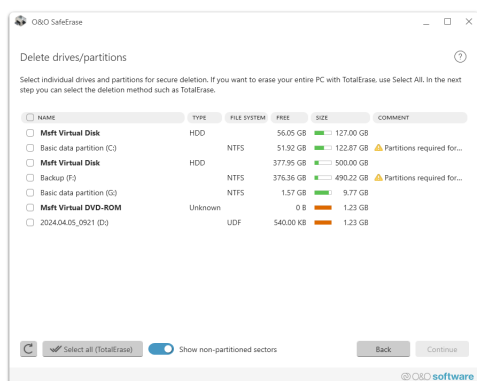 O&O SafeErase
Delete drives/partitions
Select individual drives and partitions for secure deletion. If you want to erase your entire PC with TotalErase, use Select All. In the next
step you can select the deletion method such as TotalErase.
NAME TYPE FILE SYSTEM FREE SIZE COMMENT
Msft Virtual Disk HDD 56.05 GB 127.00 GB
Basic data partition (C:) NTFS 51.92 GB 122.87 GB Partitions required for...
Msft Virtual Disk HDD 377.95 GB 500.00 GB
Backup (F:) NTFS 376.36 GB 490.22 GB Partitions required for...
Basic data partition (G:) NTFS 1.57 GB 9.77 GB
Msft Virtual DVD-ROM Unknown 0 B 1.23 GB
2024.04.05_0921 (D:) UDF 540.00 KB 1.23 GB
Select all (TotalErase) Show non-partitioned sectors Back Continue
O&O software